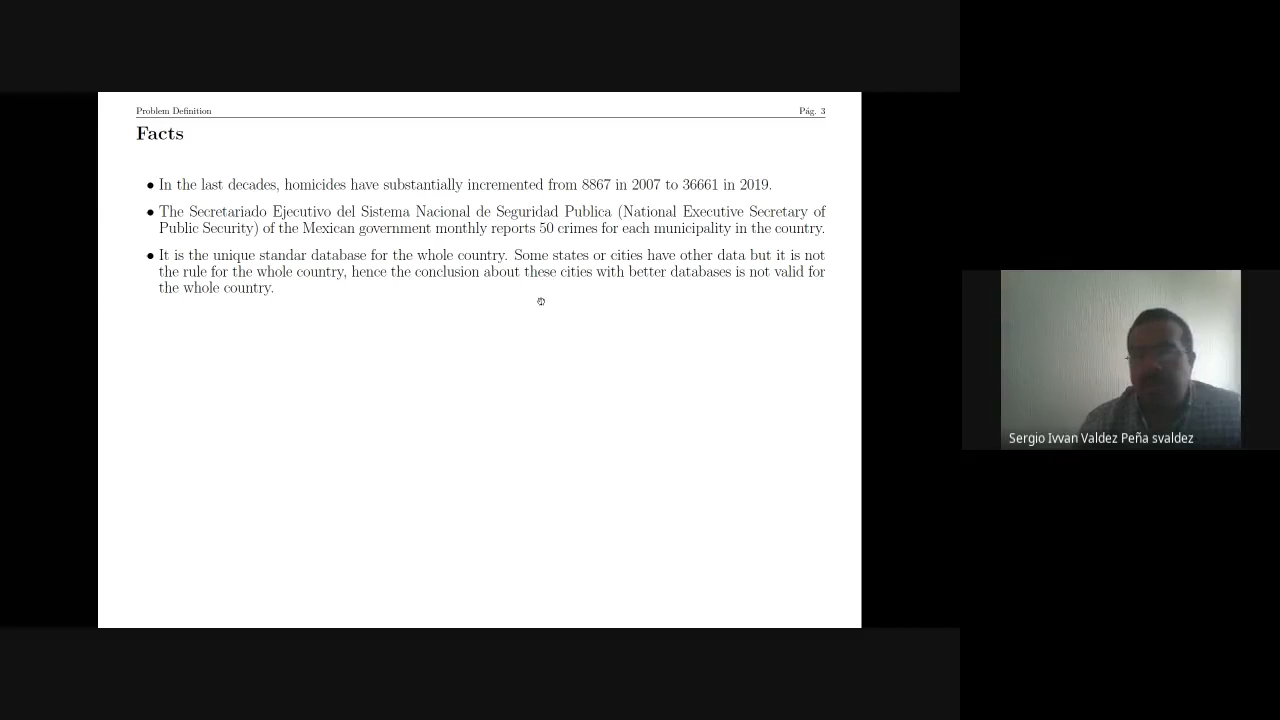 Problem Definition Pág. 3
Facts
• In the last decades, homicides have substantially incremented from 8867 in 2007 to 36661 in 2019.
• The Secretariado Ejecutivo del Sistema Nacional de Seguridad Publica (National Executive Secretary of
Public Security) of the Mexican government monthly reports 50 crimes for each municipality in the country.
• It is the unique standar database for the whole country. Some states or cities have other data but it is not
the rule for the whole country, hence the conclusion about these cities with better databases is not valid for
the whole country.
Sergio Ivvan Valdez Peña svaldez